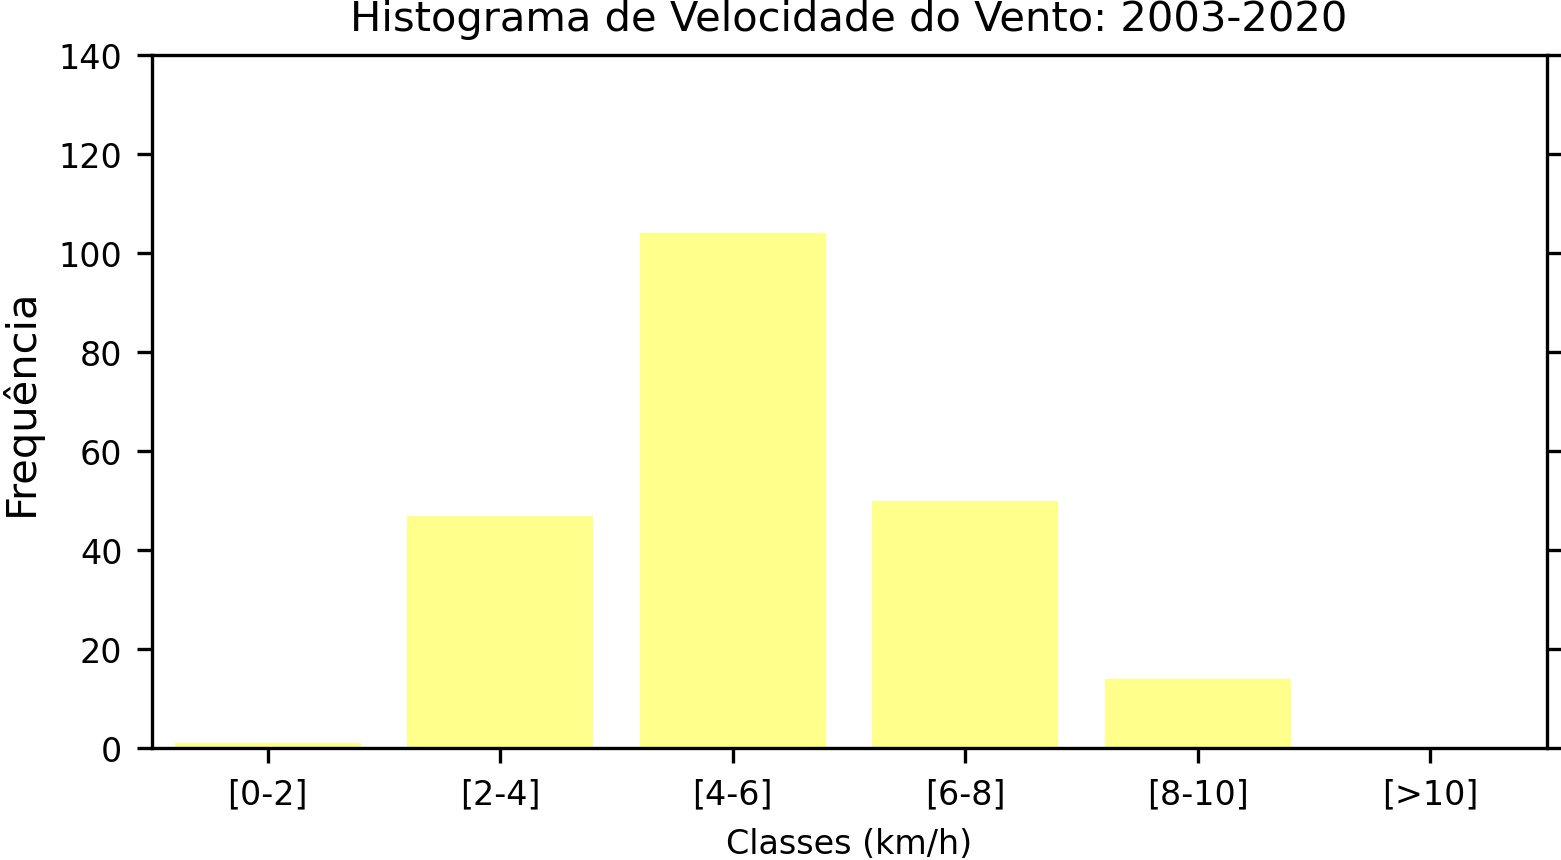 Histograma de Velocidade do Vento: 2003-2020
140
120
100
80
60
40
20
0
Frequência
[0-2] [2-4] [4-6] [6-8] [8-10] [>10]
Classes (km/h)